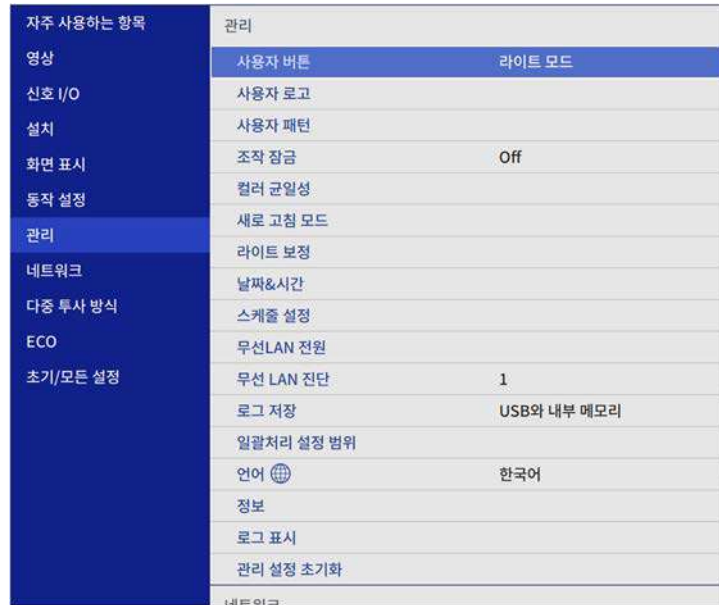 자주 사용하는 항목
영상
신호 I/O
설치
화면 표시
동작 설정
관리
네트워크
다중 투사 방식
ECO
초기/모든 설정
관리
사용자 버튼 라이트 모드
사용자 로고
사용자 패턴
조작 잠금 Off
컬러 균일성
새로 고침 모드
라이트 보정
날짜&시간
스케줄 설정
무선LAN 전원
무선 LAN 진단 1
로그 저장 USB와 내부 메모리
일괄처리 설정 범위
언어 한국어
정보
로그 표시
관리 설정 초기화
네트워크